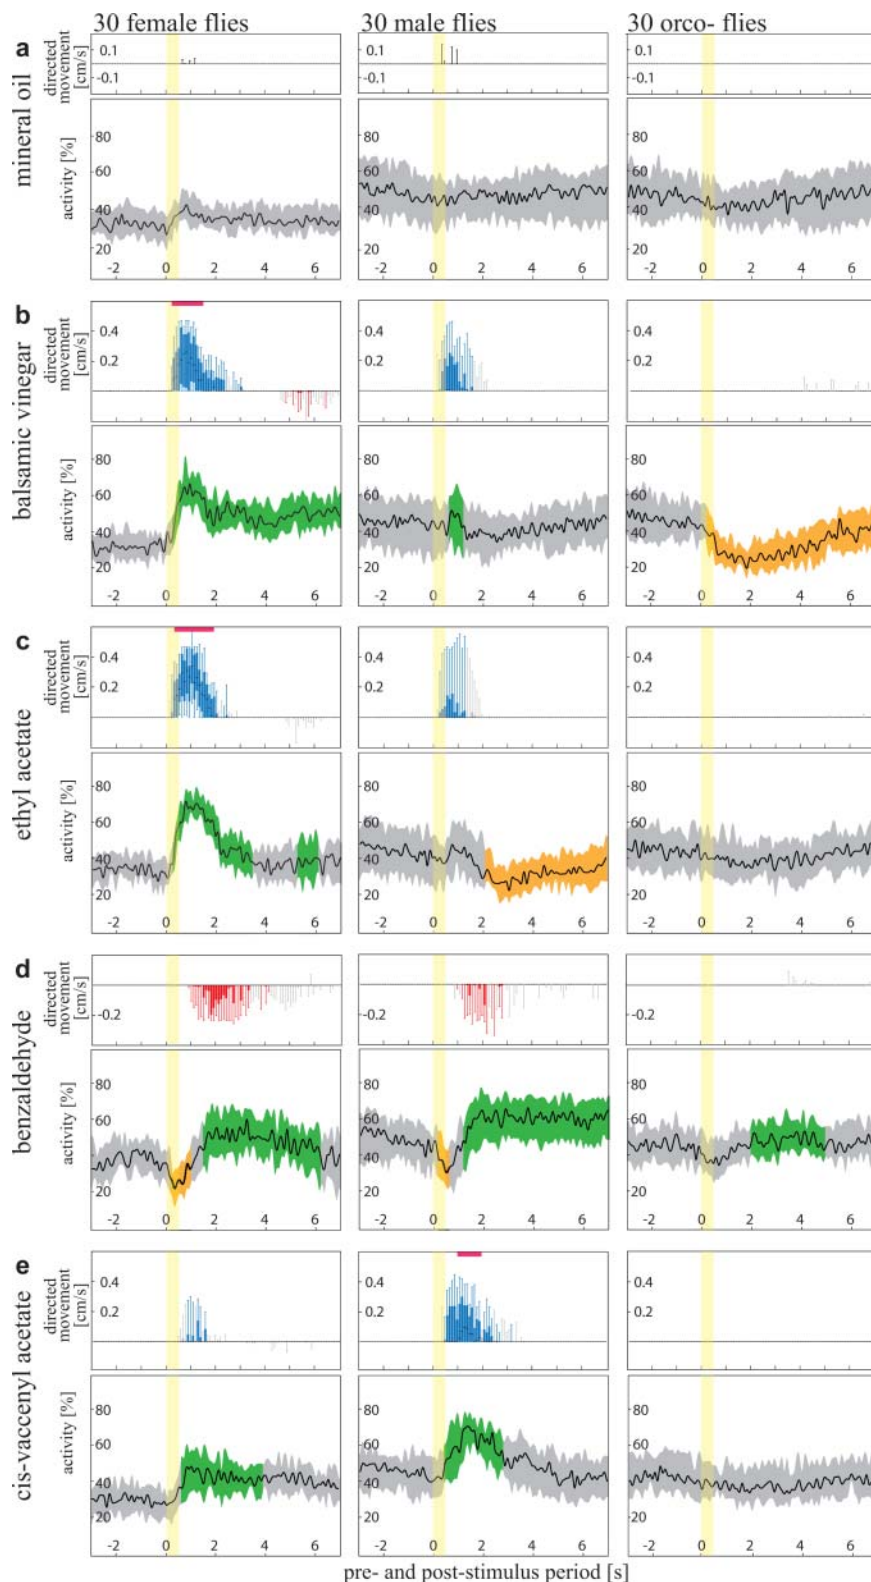 30 female flies 30 male flies 30 orco- flies
a
mineral oil
directed movement [cm/s]
0.1 0.1 0.1
-0.1 -0.1 -0.1
activity [%]
80 80 80
60 60 60
40 40 40
20 20 20
-2 0 2 4 6 -2 0 2 4 6 -2 0 2 4 6
b
balsamic vinegar
directed movement [cm/s]
0.4 0.4 0.4
0.2 0.2 0.2
activity [%]
80 80 80
60 60 60
40 40 40
20 20 20
-2 0 2 4 6 -2 0 2 4 6 -2 0 2 4 6
c
ethyl acetate
directed movement [cm/s]
0.4 0.4 0.4
0.2 0.2 0.2
activity [%]
80 80 80
60 60 60
40 40 40
20 20 20
-2 0 2 4 6 -2 0 2 4 6 -2 0 2 4 6
d
benzaldehyde
directed movement [cm/s]
-0.2 -0.2 -0.2
activity [%]
80 80 80
60 60 60
40 40 40
20 20 20
-2 0 2 4 6 -2 0 2 4 6 -2 0 2 4 6
e
cis-vaccenyl acetate
directed movement [cm/s]
0.4 0.4 0.4
0.2 0.2 0.2
activity [%]
80 80 80
60 60 60
40 40 40
20 20 20
-2 0 2 4 6 -2 0 2 4 6 -2 0 2 4 6
pre- and post-stimulus period [s]